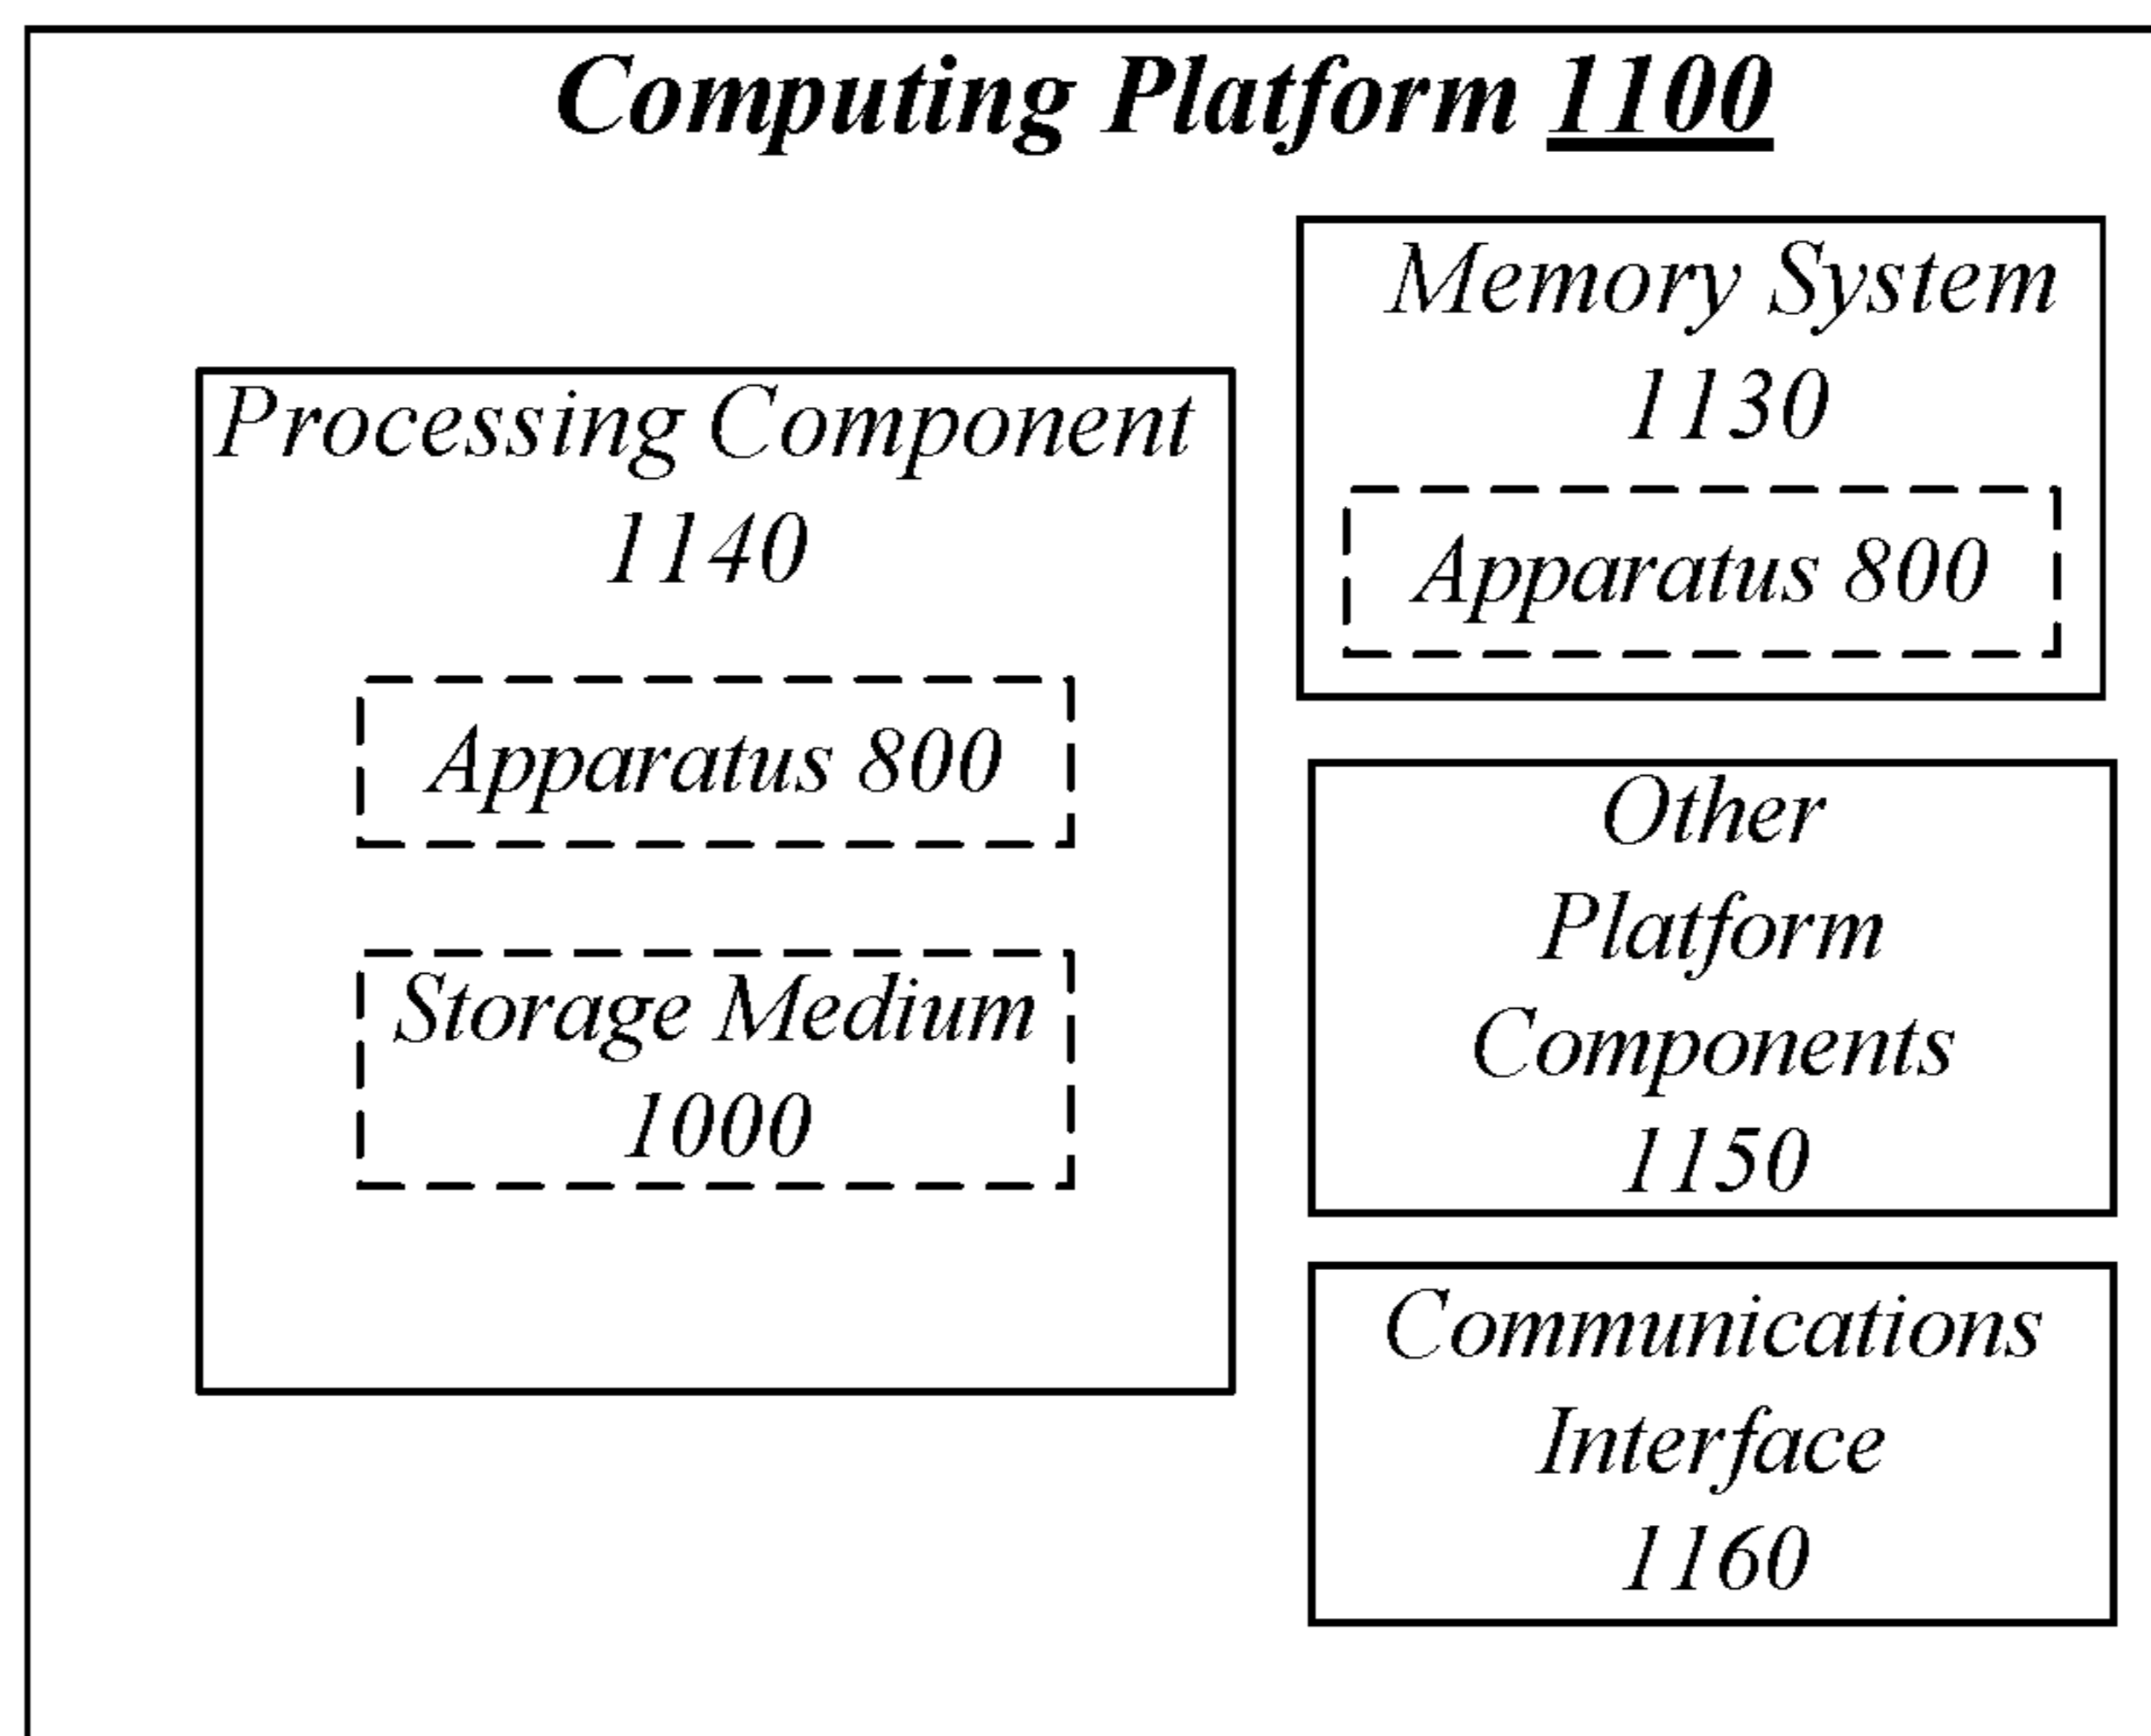 Computing Platform 1100
Processing Component
1140
Apparatus 800
Storage Medium
1000
Memory System
1130
Apparatus 800
Other
Platform
Components
1150
Communications
Interface
1160